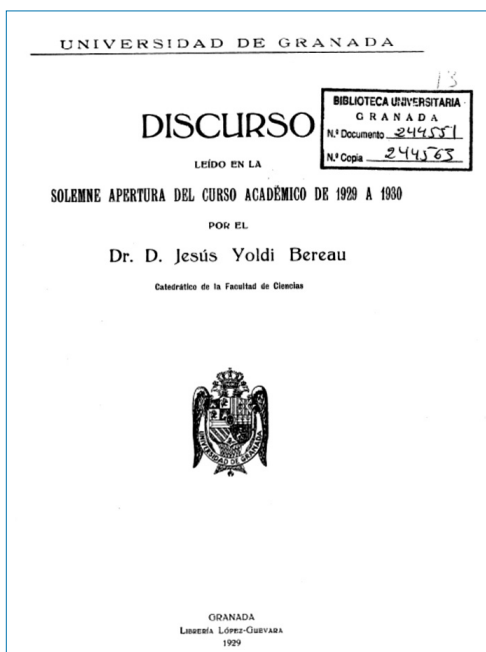 UNIVERSIDAD DE GRANADA
13
BIBLIOTECA UNIVERSITARIA
GRANADA
N.º Documento 244551
N.º Copia 244563
DISCURSO
LEÍDO EN LA
SOLEMNE APERTURA DEL CURSO ACADÉMICO DE 1929 A 1930
POR EL
Dr. D. Jesús Yoldi Bereau
Catedrático de la Facultad de Ciencias
UNIVERSIDAD DE GRANADA
GRANADA
LIBRERÍA LÓPEZ-GUEVARA
1929